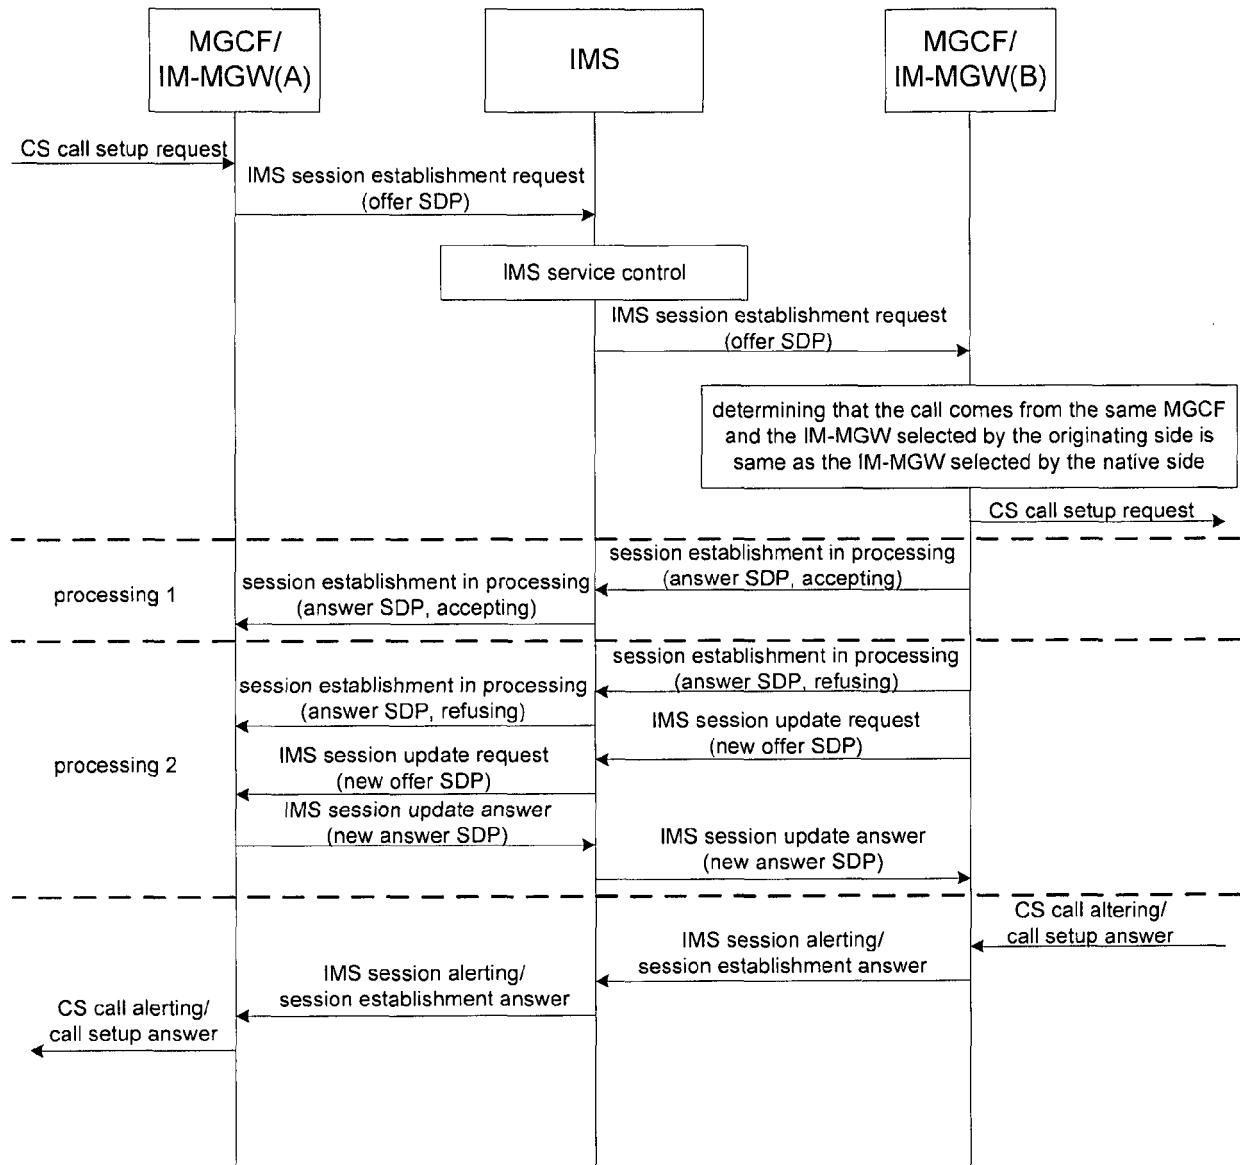 MGCF/
IM-MGW(A)
IMS
MGCF/
IM-MGW(B)
CS call setup request
IMS session establishment request
(offer SDP)
IMS service control
IMS session establishment request
(offer SDP)
determining that the call comes from the same MGCF
and the IM-MGW selected by the originating side is
same as the IM-MGW selected by the native side
CS call setup request
session establishment in processing
(answer SDP, accepting)
session establishment in processing
(answer SDP, accepting)
processing 1
session establishment in processing
(answer SDP, refusing)
session establishment in processing
(answer SDP, refusing)
IMS session update request
(new offer SDP)
processing 2
IMS session update request
(new offer SDP)
IMS session update answer
(new answer SDP)
IMS session update answer
(new answer SDP)
CS call altering/
call setup answer
IMS session alerting/
session establishment answer
IMS session alerting/
session establishment answer
CS call alerting/
call setup answer